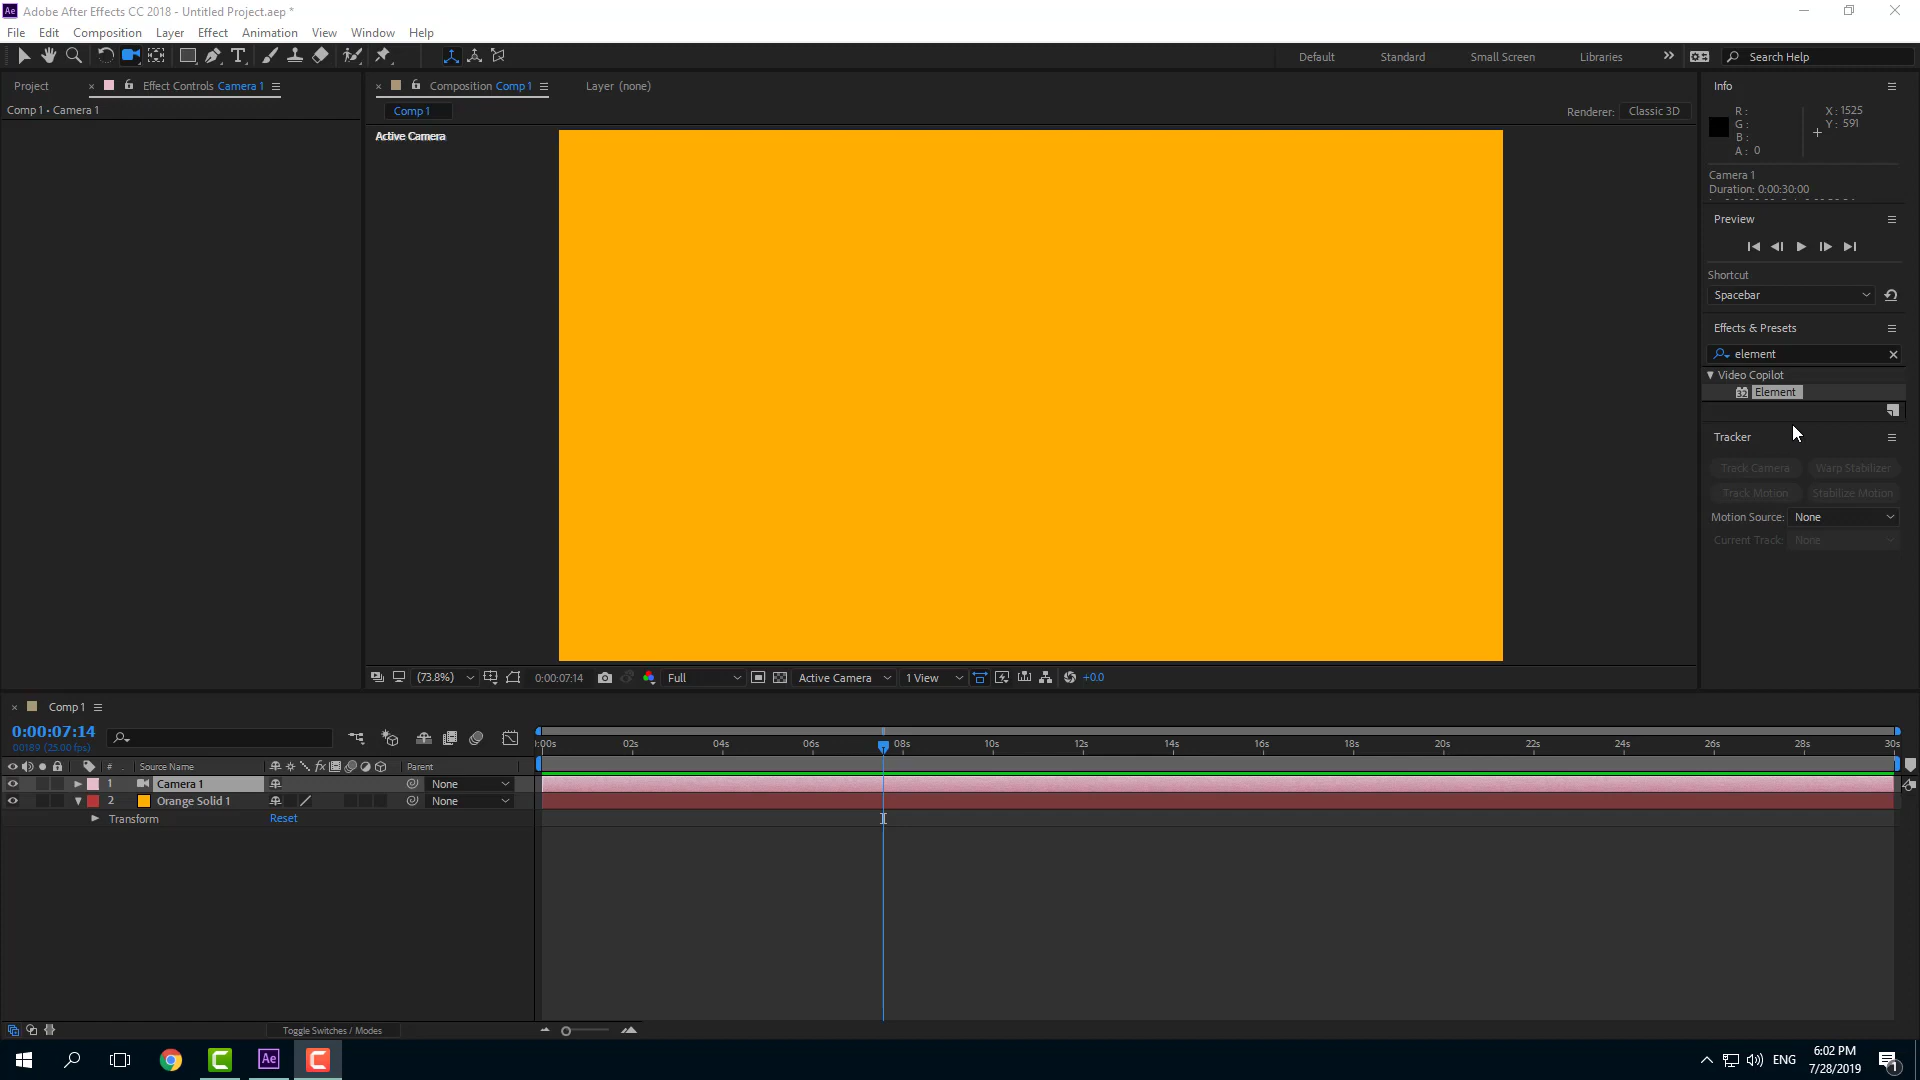 Ae Adobe After Effects CC 2018 - Untitled Project.aep *
File Edit Composition Layer Effect Animation View Window Help
Default Standard Small Screen Libraries Search Help
Project Effect Controls Camera 1
Comp 1 • Camera 1
Composition Comp 1
Layer (none)
Comp 1
Renderer: Classic 3D
Active Camera
Info
R :
G :
B :
A : 0
X : 1525
Y : 591
Camera 1
Duration: 0:00:30:00
Preview
Shortcut
Spacebar
Effects & Presets
element
Video Copilot
32 Element
Tracker
Track Camera Warp Stabilizer
Track Motion Stabilize Motion
Motion Source: None
Current Track: None
(73.8%) 0:00:07:14 Full Active Camera 1 View +0.0
Comp 1
0:00:07:14
00189 (25.00 fps)
:00s 02s 04s 06s 08s 10s 12s 14s 16s 18s 20s 22s 24s 26s 28s 30s
# Source Name fx Parent
1 Camera 1 None
2 Orange Solid 1 None
Transform Reset
Toggle Switches / Modes
Ae
ENG
6:02 PM
7/28/2019
1